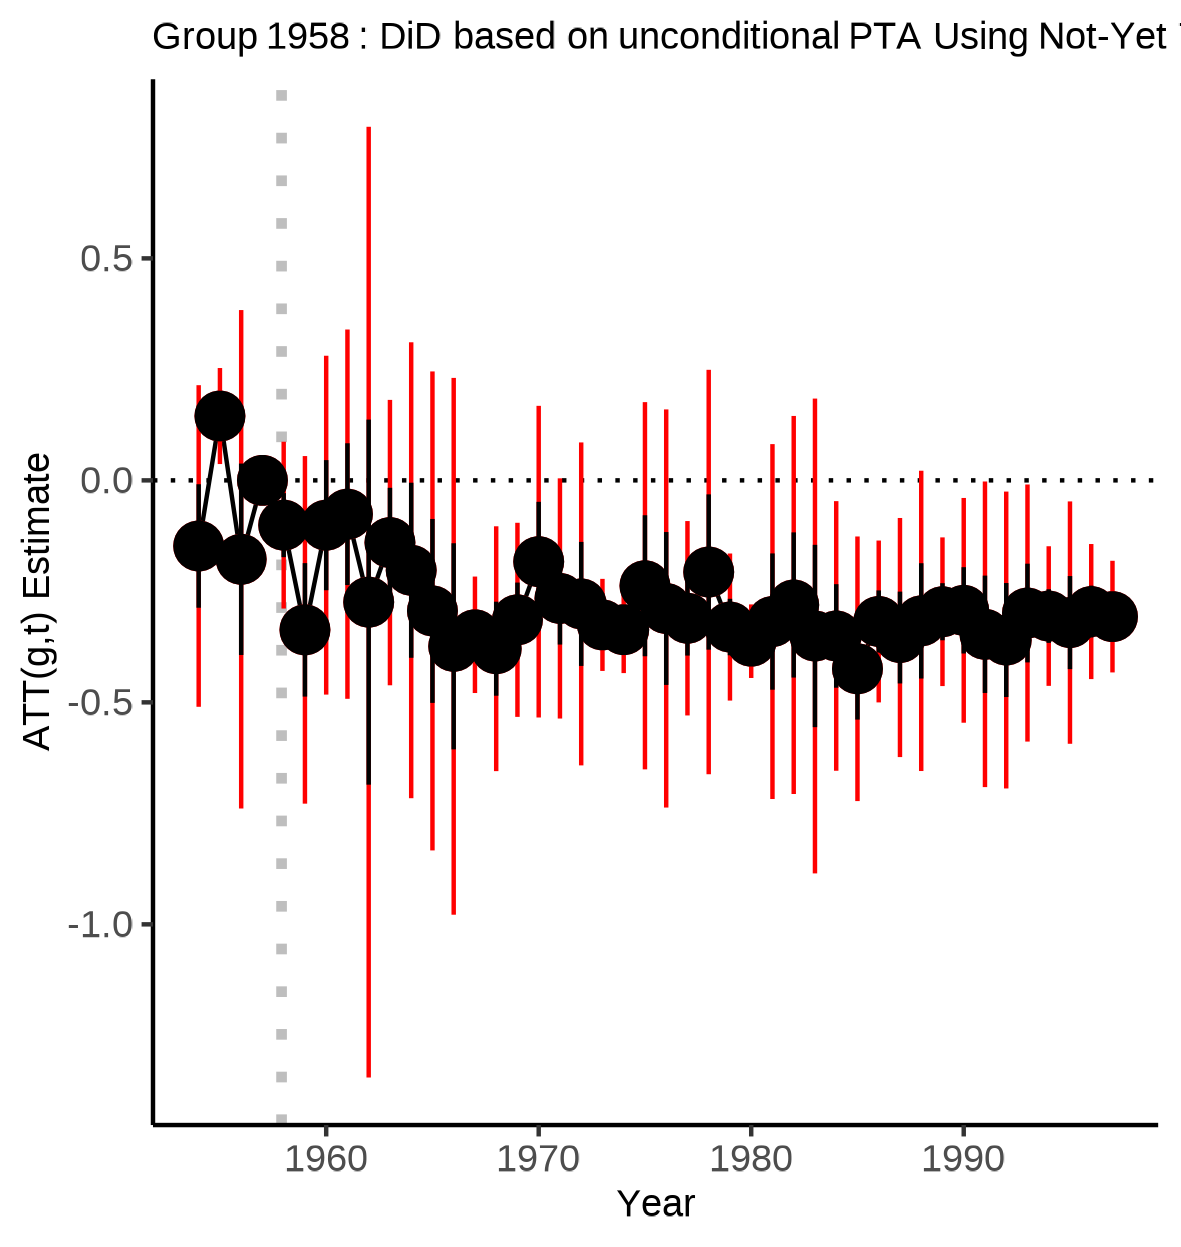 Group 1958 : DiD based on unconditional PTA Using Not-Yet
0.5
0.0
-0.5
-1.0
ATT(g,t) Estimate
1960 1970 1980 1990
Year